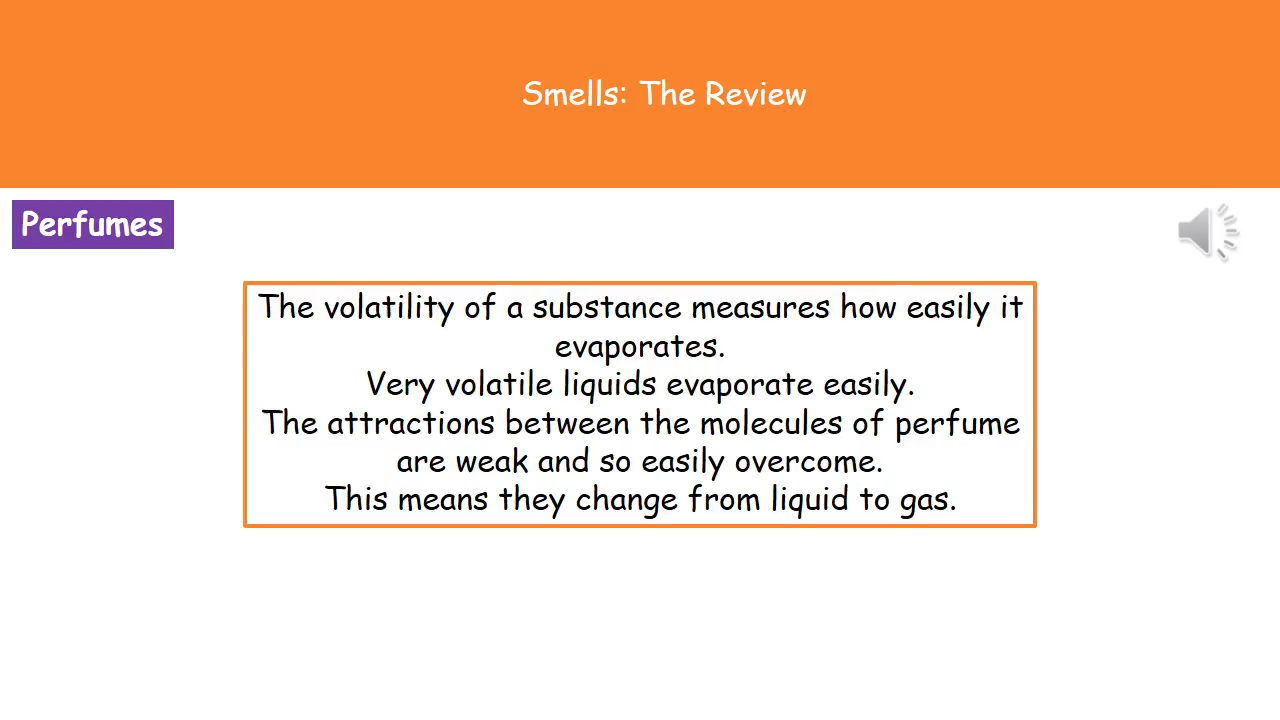 Smells: The Review
Perfumes
The volatility of a substance measures how easily it
evaporates.
Very volatile liquids evaporate easily.
The attractions between the molecules of perfume
are weak and so easily overcome.
This means they change from liquid to gas.